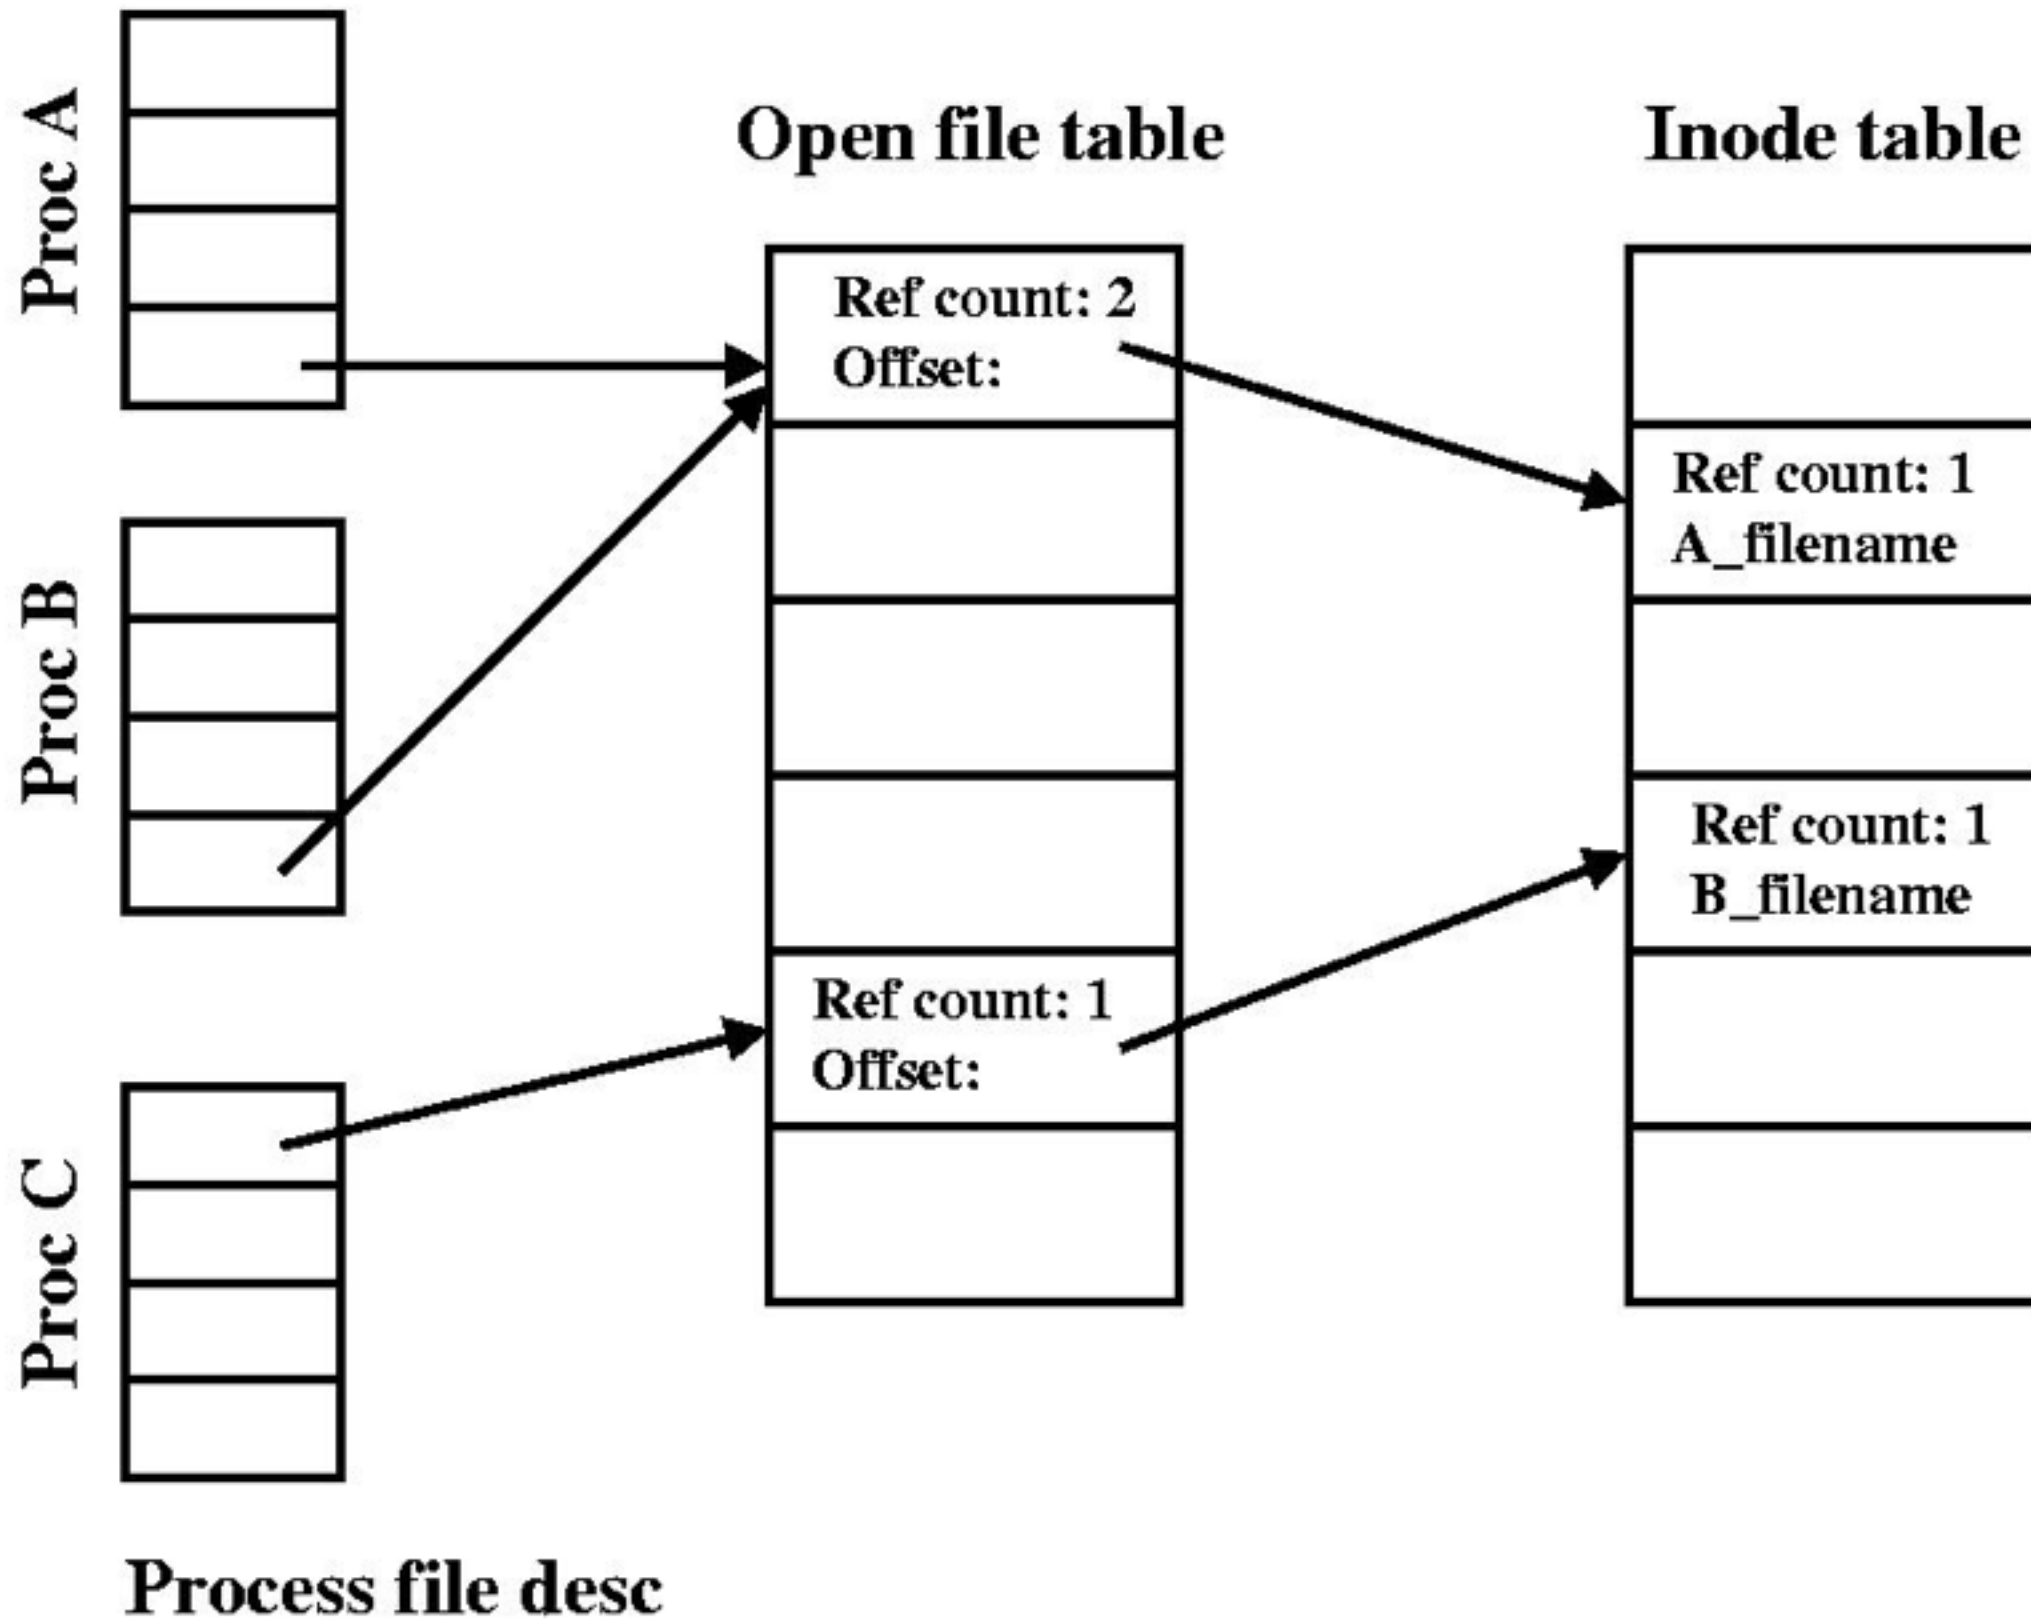 Proc A
Open file table
Inode table
Ref count: 2
Offset:
Ref count: 1
A_filename
Proc B
Ref count: 1
B_filename
Ref count: 1
Offset:
Proc C
Process file desc